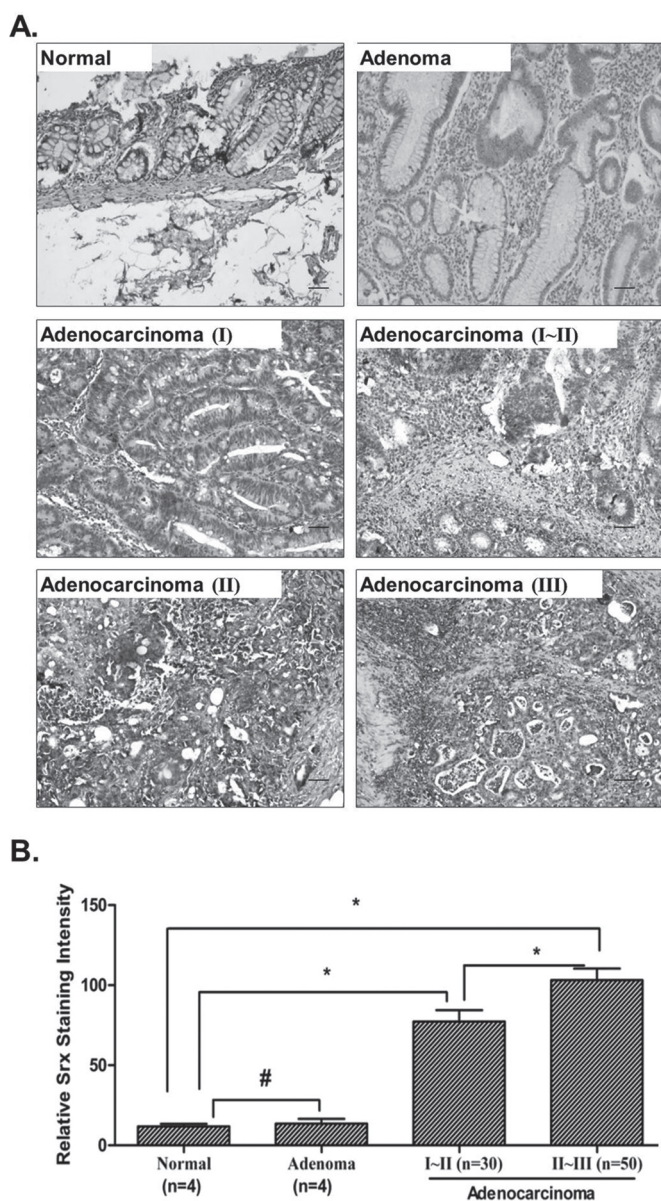 A.
Normal
Adenoma
Adenocarcinoma (I)
Adenocarcinoma (I~II)
Adenocarcinoma (II)
Adenocarcinoma (III)
B.
Relative Srx Staining Intensity
150
100
50
0
*
*
*
#
Normal
(n=4)
Adenoma
(n=4)
I~II (n=30)
II~III (n=50)
Adenocarcinoma